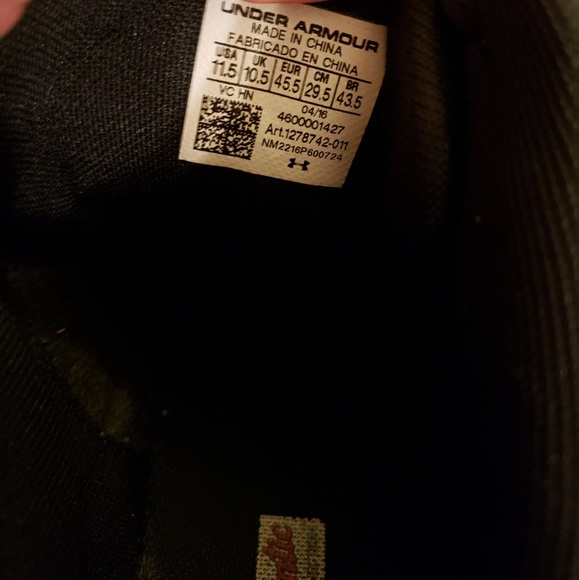 UNDER ARMOUR
MADE IN CHINA
FABRICADO EN CHINA
USA UK EUR CM BR
11.5 10.5 45.5 29.5 43.5
VC HN 04/16
4600001427
Art.1278742-011
NM2216P600724